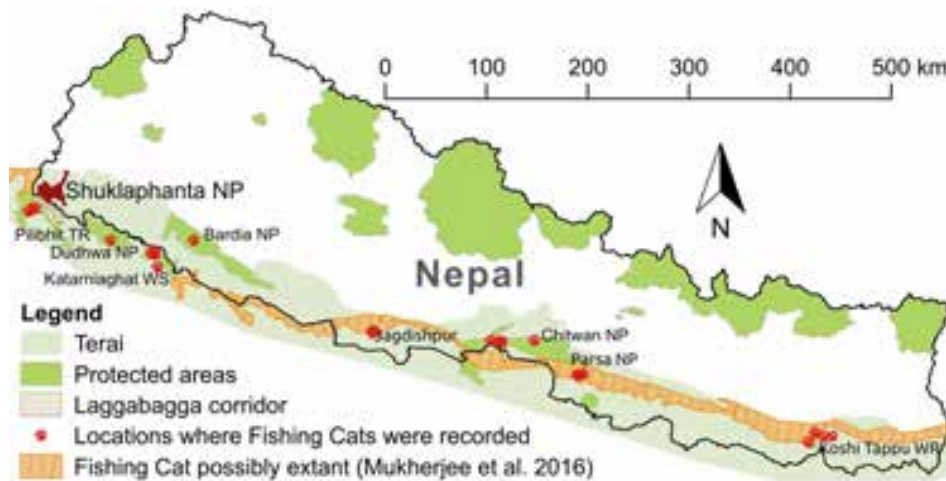 0 100 200 300 400 500 km
Shuklaphanta NP
N
Pilibhit TR
Bardia NP
Dudhwa NP
Katarniaghat WS
Nepal
Legend
Jagdishpur
Chitwan NP
Terai
Parsa NP
Protected areas
Laggabagga corridor
Locations where Fishing Cats were recorded
Koshi Tappu WR
Fishing Cat possibly extant (Mukherjee et al. 2016)